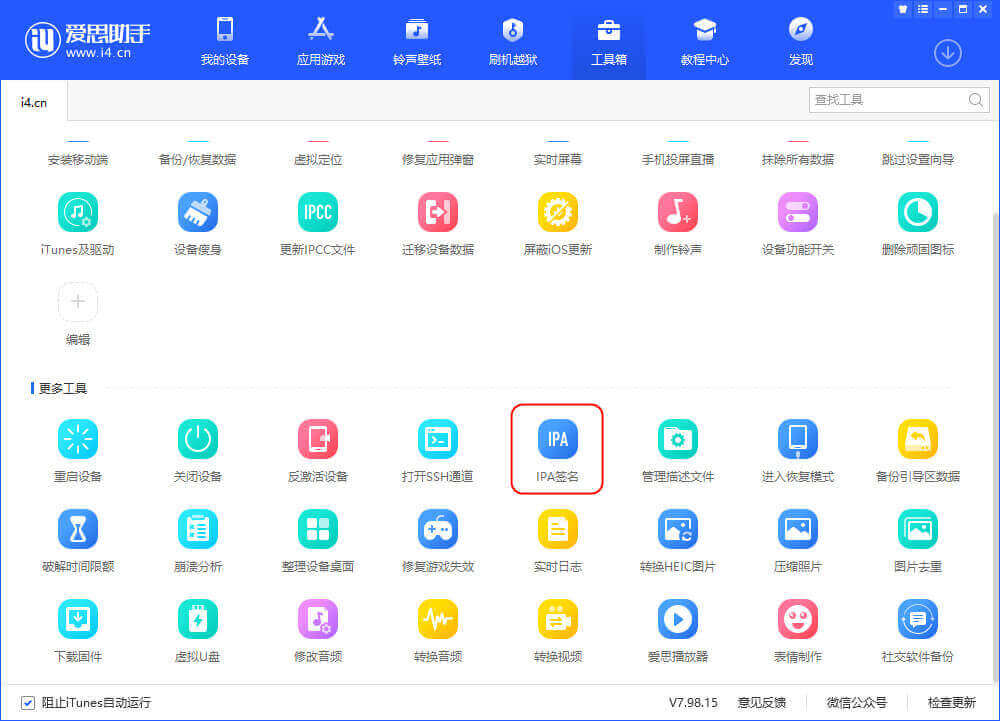 iU 爱思助手
www.i4.cn
我的设备 应用游戏 铃声壁纸 刷机越狱 工具箱 教程中心 发现
i4.cn 查找工具
安装移动端 备份/恢复数据 虚拟定位 修复应用弹窗 实时屏幕 手机投屏直播 抹除所有数据 跳过设置向导
IPCC
iTunes及驱动 设备瘦身 更新IPCC文件 迁移设备数据 屏蔽iOS更新 制作铃声 设备功能开关 删除顽固图标
编辑
更多工具
IPA
重启设备 关闭设备 反激活设备 打开SSH通道 IPA签名 管理描述文件 进入恢复模式 备份引导区数据
破解时间限额 崩溃分析 整理设备桌面 修复游戏失效 实时日志 转换HEIC图片 压缩照片 图片去重
下载固件 虚拟U盘 修改音频 转换音频 转换视频 爱思播放器 表情制作 社交软件备份
阻止iTunes自动运行 V7.98.15 意见反馈 微信公众号 检查更新